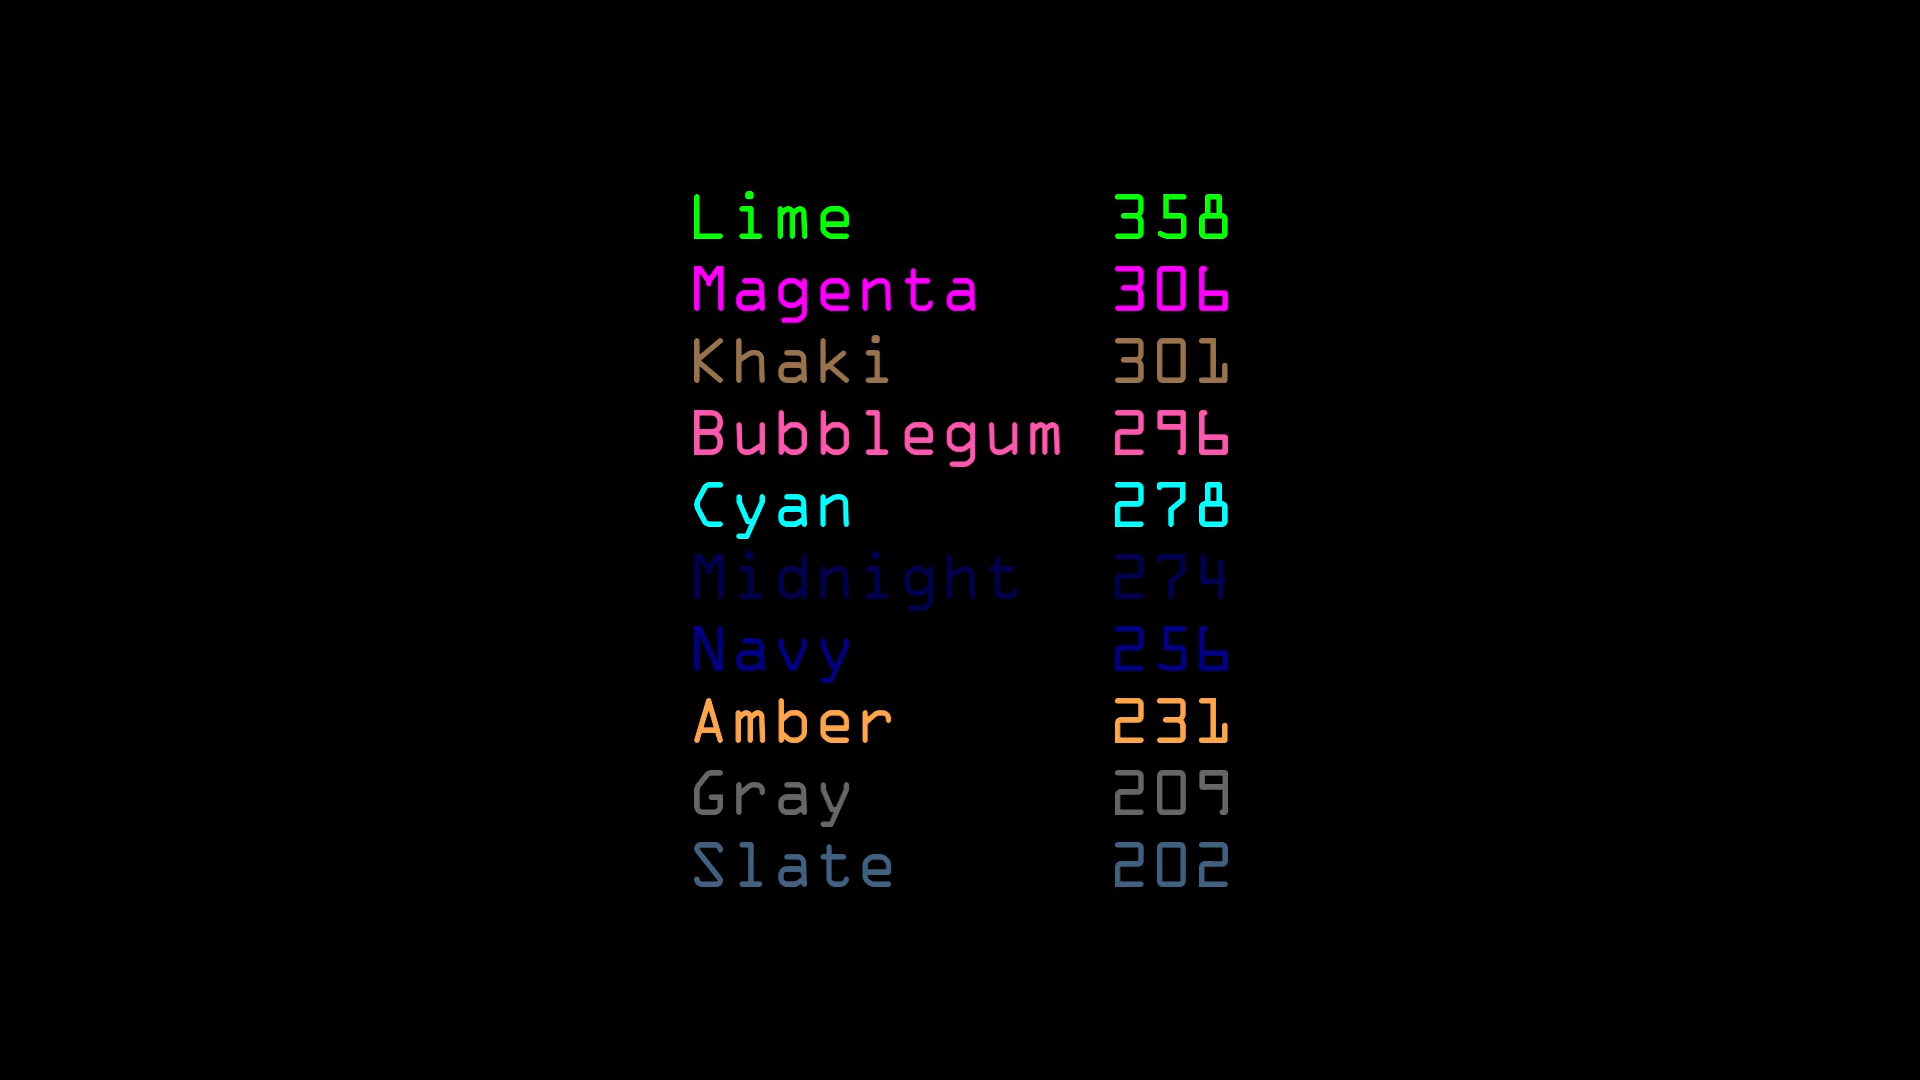 Lime 358
Magenta 306
Khaki 301
Bubblegum 296
Cyan 278
Midnight 274
Navy 256
Amber 231
Gray 209
Slate 202